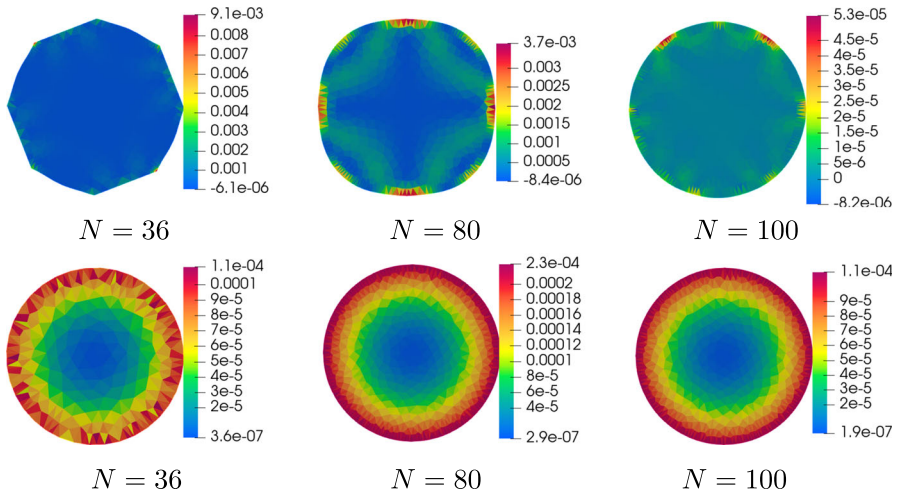 9.1e-03
0.008
0.007
0.006
0.005
0.004
0.003
0.002
0.001
-6.1e-06
3.7e-03
0.003
0.0025
0.002
0.0015
0.001
0.0005
-8.4e-06
5.3e-05
4.5e-5
4e-5
3.5e-5
3e-5
2.5e-5
2e-5
1.5e-5
1e-5
5e-6
0
-8.2e-06
N = 36
N = 80
N = 100
1.1e-04
0.0001
9e-5
8e-5
7e-5
6e-5
5e-5
4e-5
3e-5
2e-5
3.6e-07
2.3e-04
0.0002
0.00018
0.00016
0.00014
0.00012
0.0001
8e-5
6e-5
4e-5
2.9e-07
1.1e-04
9e-5
8e-5
7e-5
6e-5
5e-5
4e-5
3e-5
2e-5
1.9e-07
N = 36
N = 80
N = 100